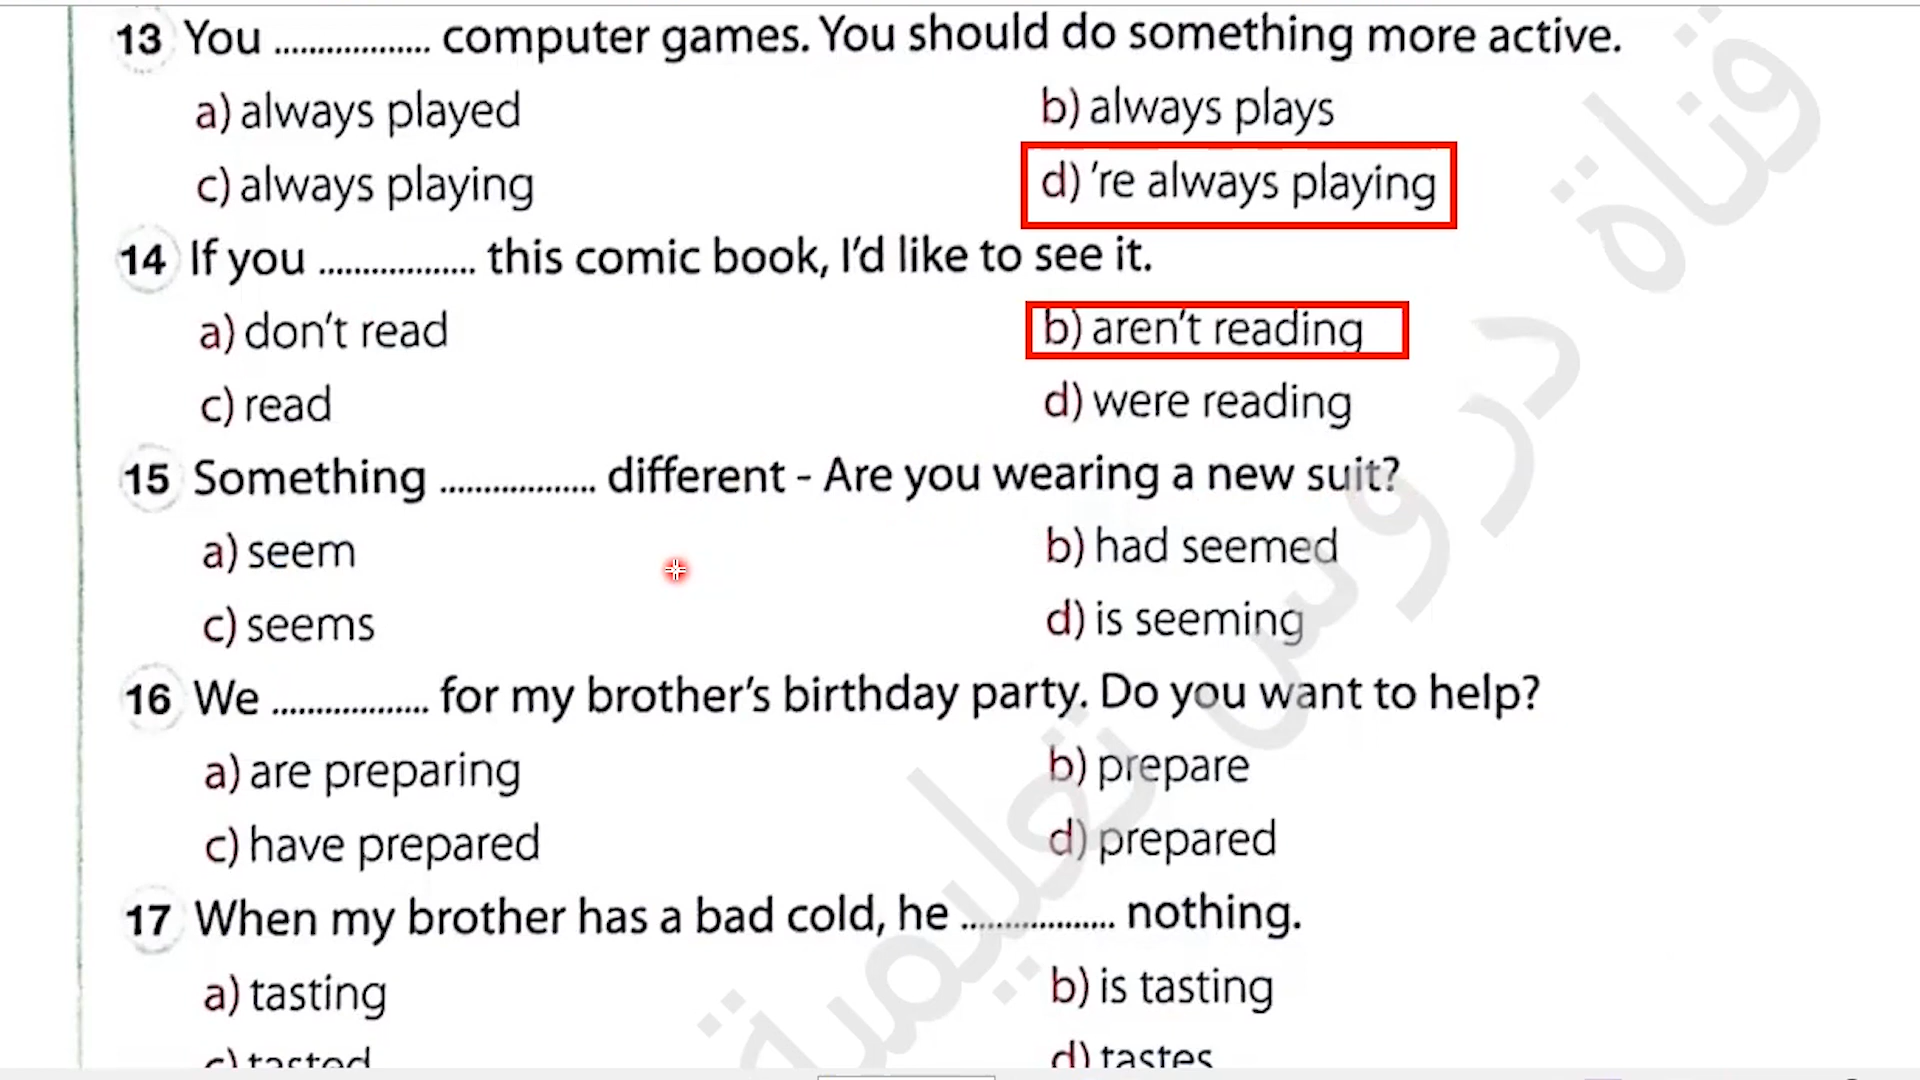 13 You .................. computer games. You should do something more active.
a) always played b) always plays
c) always playing d) 're always playing
14 If you .................. this comic book, I'd like to see it.
a) don't read b) aren't reading
c) read d) were reading
15 Something .................. different - Are you wearing a new suit?
a) seem b) had seemed
c) seems d) is seeming
16 We .................. for my brother's birthday party. Do you want to help?
a) are preparing b) prepare
c) have prepared d) prepared
17 When my brother has a bad cold, he .................. nothing.
a) tasting b) is tasting
c) tasted d) tastes
قناة دروس تعليمية